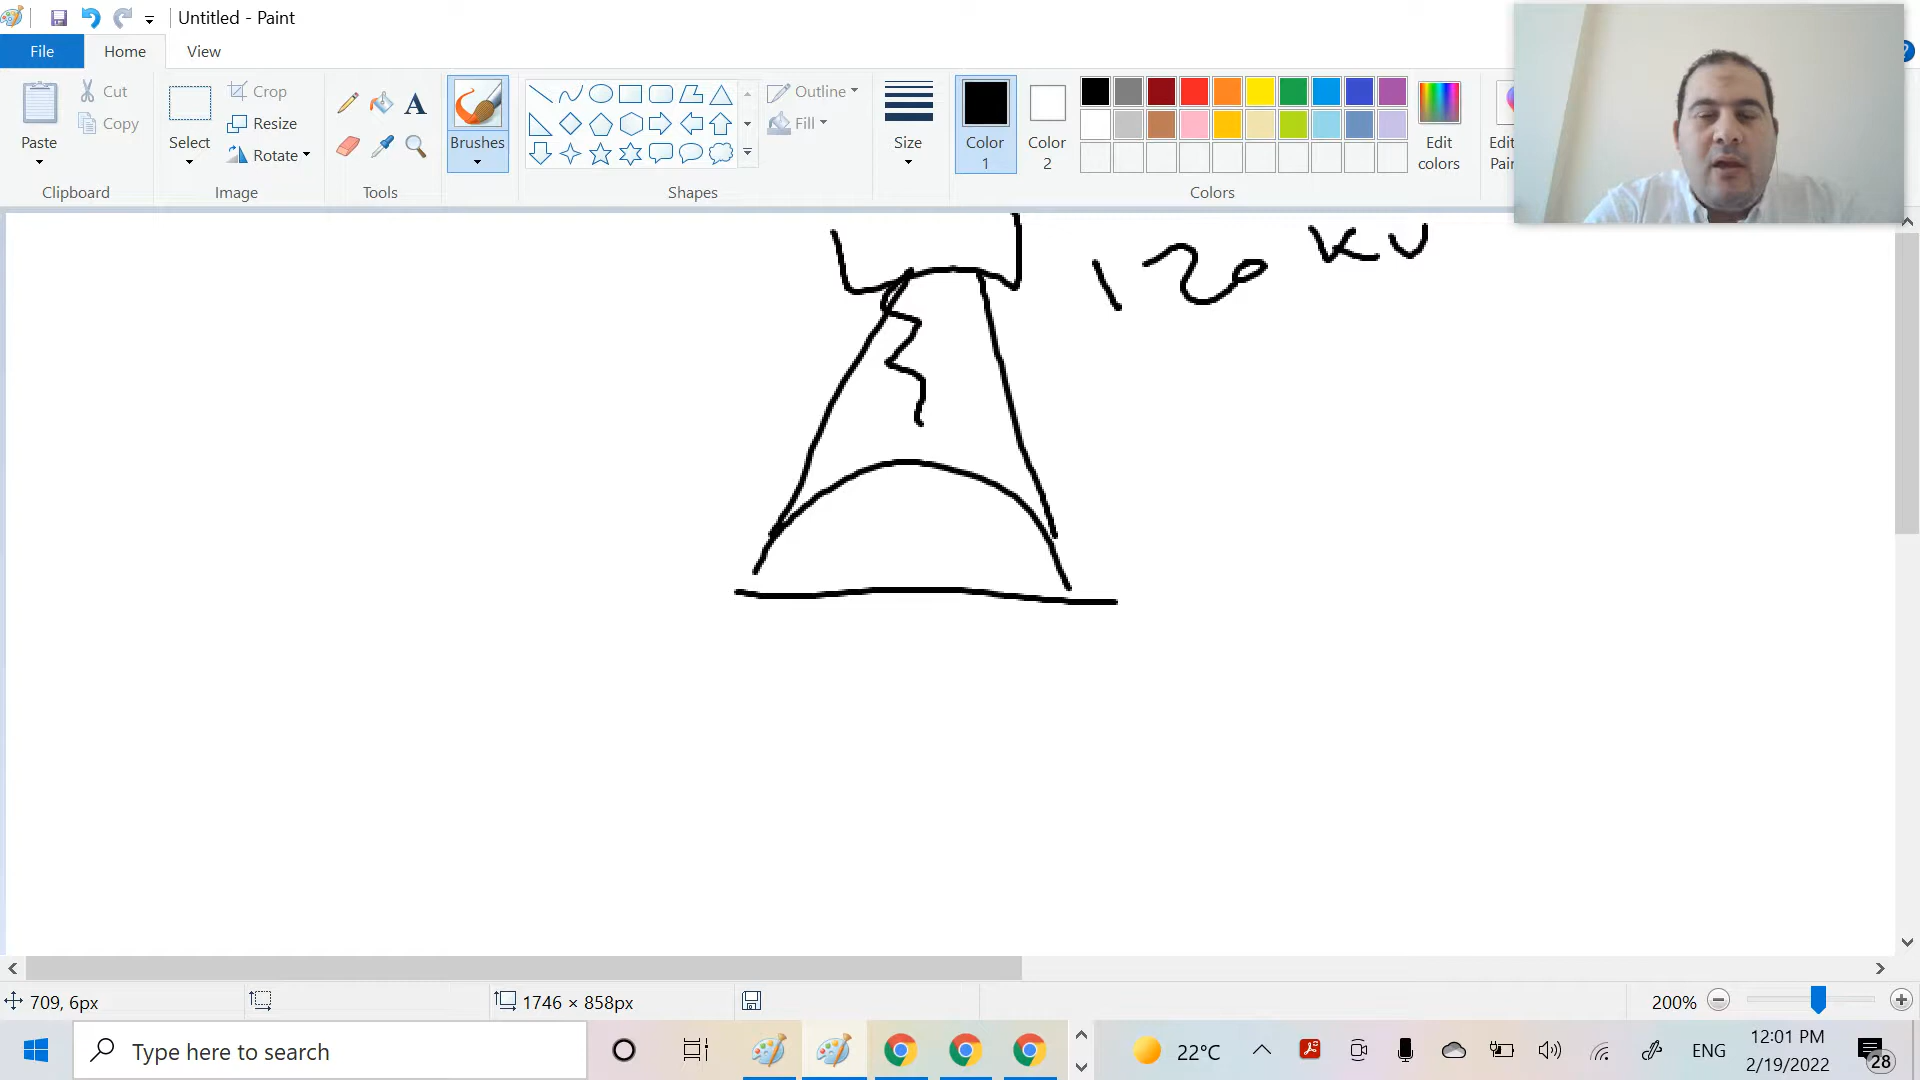 Untitled - Paint
File Home View
Paste
Cut
Copy
Clipboard
Select
Crop
Resize
Rotate
Image
Tools
Brushes
Shapes
Outline
Fill
Size
Color 1
Color 2
Colors
Edit colors
Edit
120 KV
709, 6px
1746 × 858px
200%
Type here to search
22°C
ENG
12:01 PM
2/19/2022
28